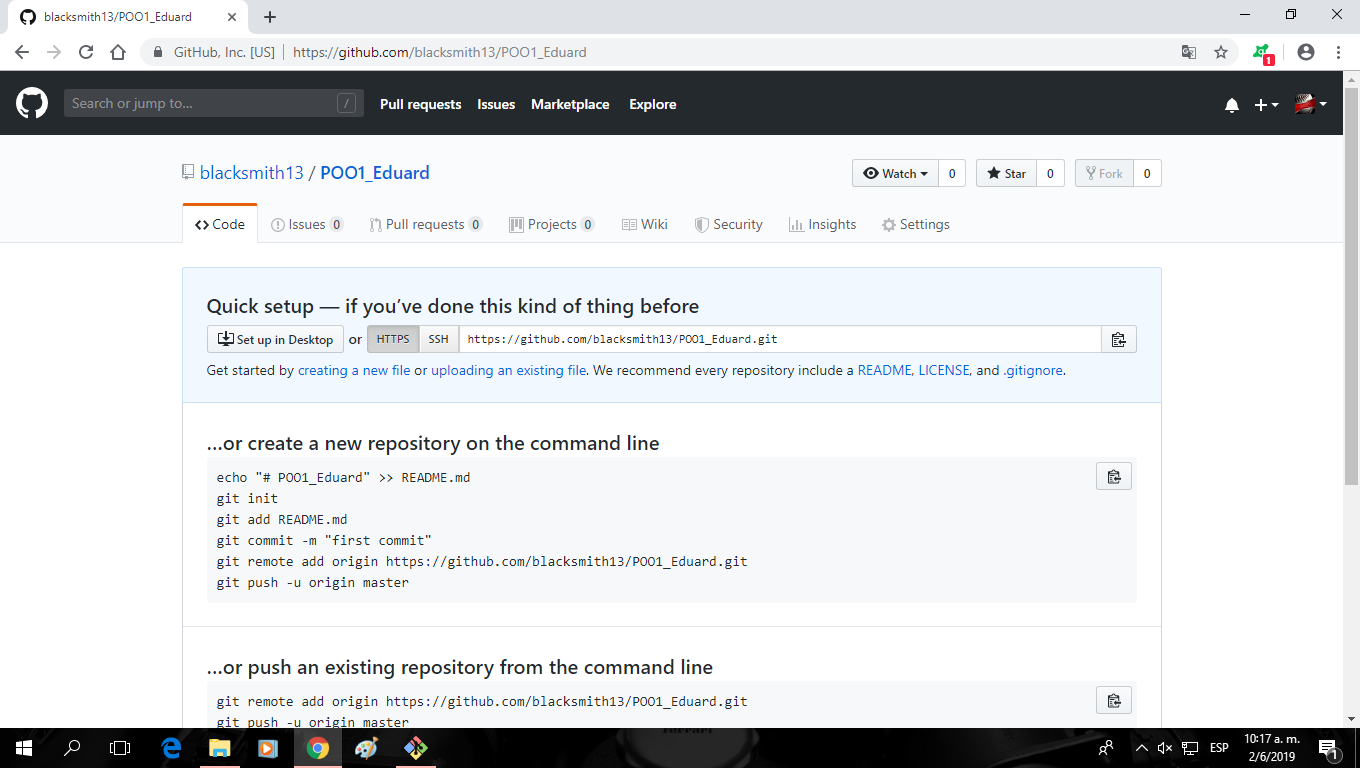 blacksmith13/POO1_Eduard
GitHub, Inc. [US] https://github.com/blacksmith13/POO1_Eduard
1
Search or jump to... / Pull requests Issues Marketplace Explore
blacksmith13 / POO1_Eduard
Watch 0 Star 0 Fork 0
Code Issues 0 Pull requests 0 Projects 0 Wiki Security Insights Settings
Quick setup — if you’ve done this kind of thing before
Set up in Desktop or HTTPS SSH https://github.com/blacksmith13/POO1_Eduard.git
Get started by creating a new file or uploading an existing file. We recommend every repository include a README, LICENSE, and .gitignore.
…or create a new repository on the command line
echo "# POO1_Eduard" >> README.md
git init
git add README.md
git commit -m "first commit"
git remote add origin https://github.com/blacksmith13/POO1_Eduard.git
git push -u origin master
…or push an existing repository from the command line
git remote add origin https://github.com/blacksmith13/POO1_Eduard.git
git push -u origin master
ESP
10:17 a. m.
2/6/2019
1